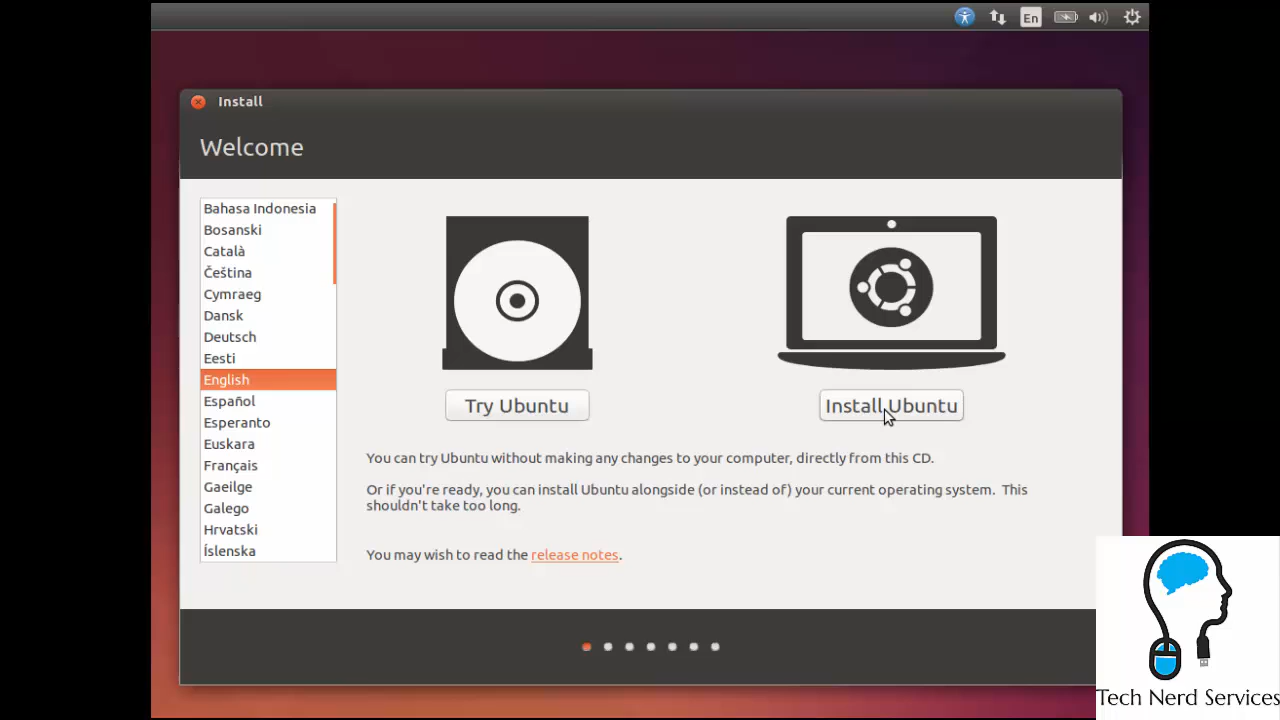 En
Install
Welcome
Bahasa Indonesia
Bosanski
Català
Čeština
Cymraeg
Dansk
Deutsch
Eesti
English
Español
Esperanto
Euskara
Français
Gaeilge
Galego
Hrvatski
Íslenska
Try Ubuntu
Install Ubuntu
You can try Ubuntu without making any changes to your computer, directly from this CD.
Or if you're ready, you can install Ubuntu alongside (or instead of) your current operating system. This
shouldn't take too long.
You may wish to read the release notes.
Tech Nerd Services